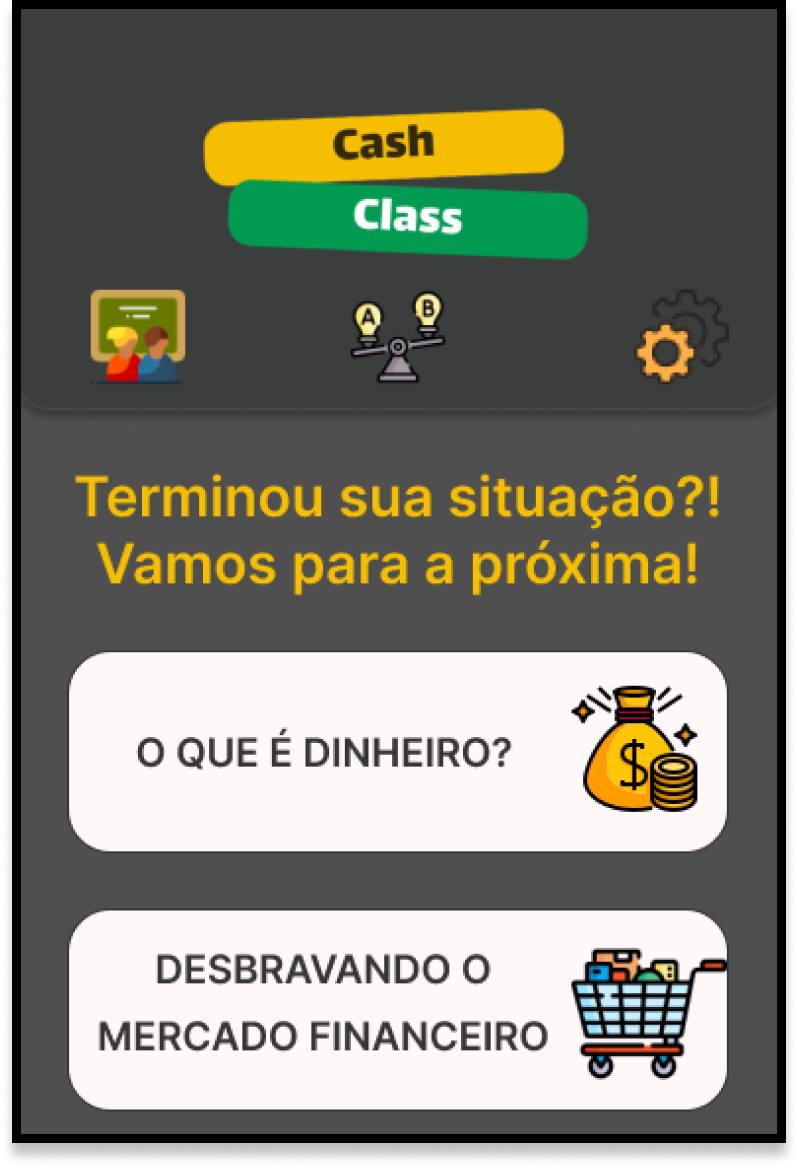 Cash
Class
A
B
Terminou sua situação?!
Vamos para a próxima!
O QUE É DINHEIRO?
$
DESBRAVANDO O
MERCADO FINANCEIRO